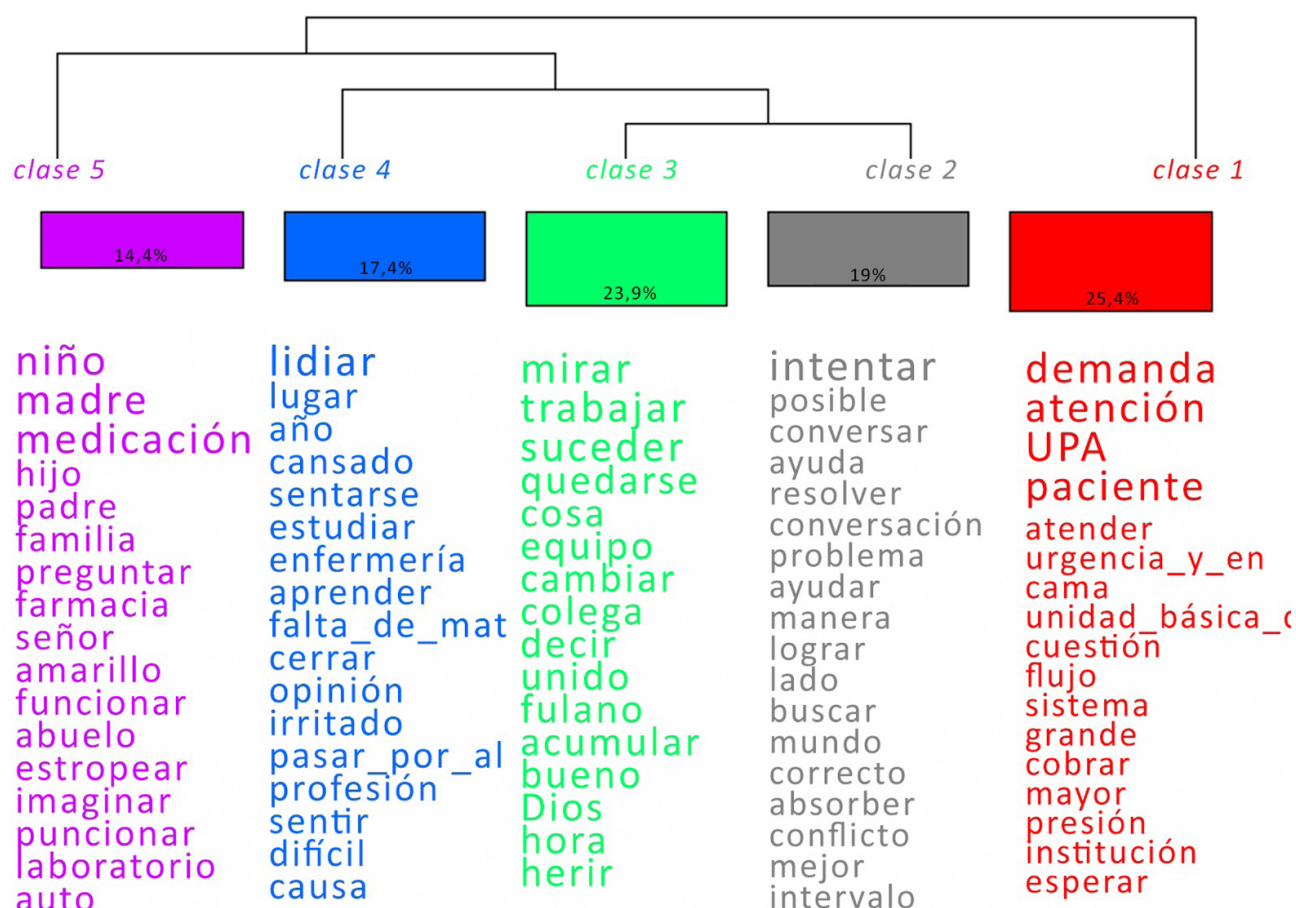 clase 5
clase 4
clase 3
clase 2
clase 1
14,4%
17,4%
23,9%
19%
25,4%
niño
madre
medicación
hijo
padre
familia
preguntar
farmacia
señor
amarillo
funcionar
abuelo
estropear
imaginar
puncionar
laboratorio
auto
lidiar
lugar
año
cansado
sentarse
estudiar
enfermería
aprender
falta_de_mat
cerrar
opinión
irritado
pasar_por_al
profesión
sentir
difícil
causa
mirar
trabajar
suceder
quedarse
cosa
equipo
cambiar
colega
decir
unido
fulano
acumular
bueno
Dios
hora
herir
intentar
posible
conversar
ayuda
resolver
conversación
problema
ayudar
manera
lograr
lado
buscar
mundo
correcto
absorber
conflicto
mejor
intervalo
demanda
atención
UPA
paciente
atender
urgencia_y_en
cama
unidad_básica_d
cuestión
flujo
sistema
grande
cobrar
mayor
presión
institución
esperar